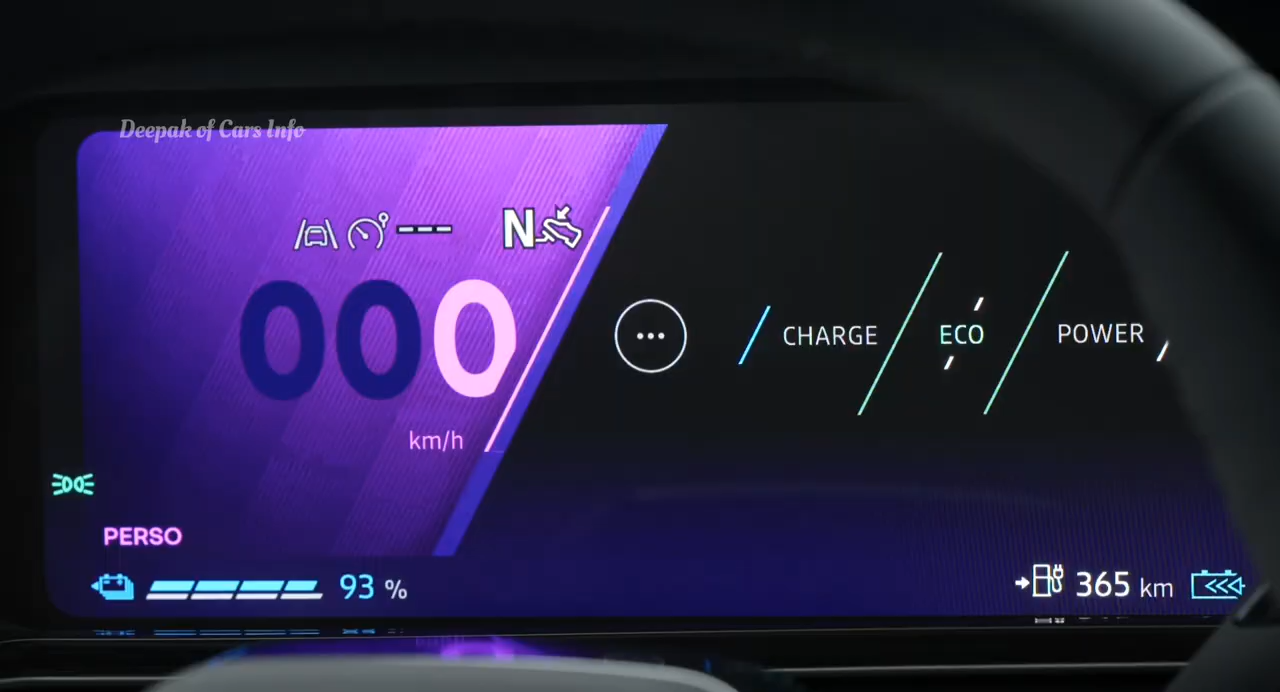 Deepak of Cars Info
--- N
000
km/h
CHARGE ECO POWER
PERSO
93 %
365 km